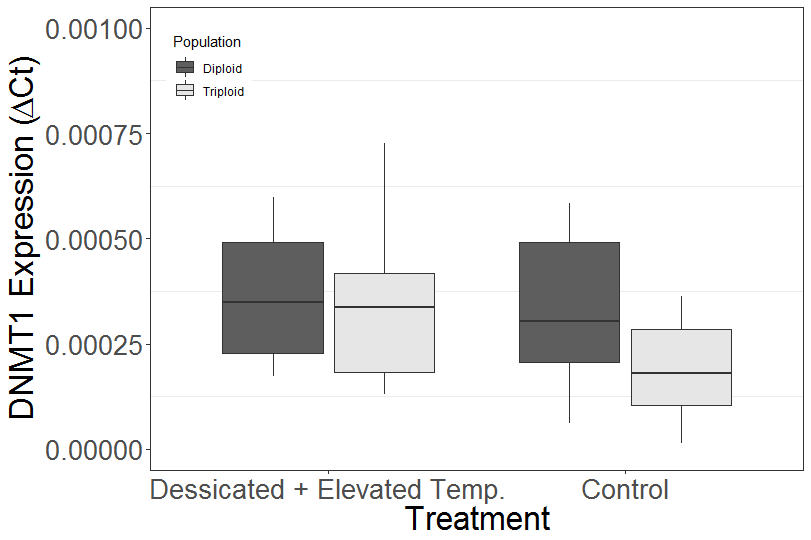 Population
Diploid
Triploid
0.00100
0.00075
0.00050
0.00025
0.00000
DNMT1 Expression (ΔCt)
Dessicated + Elevated Temp.
Control
Treatment